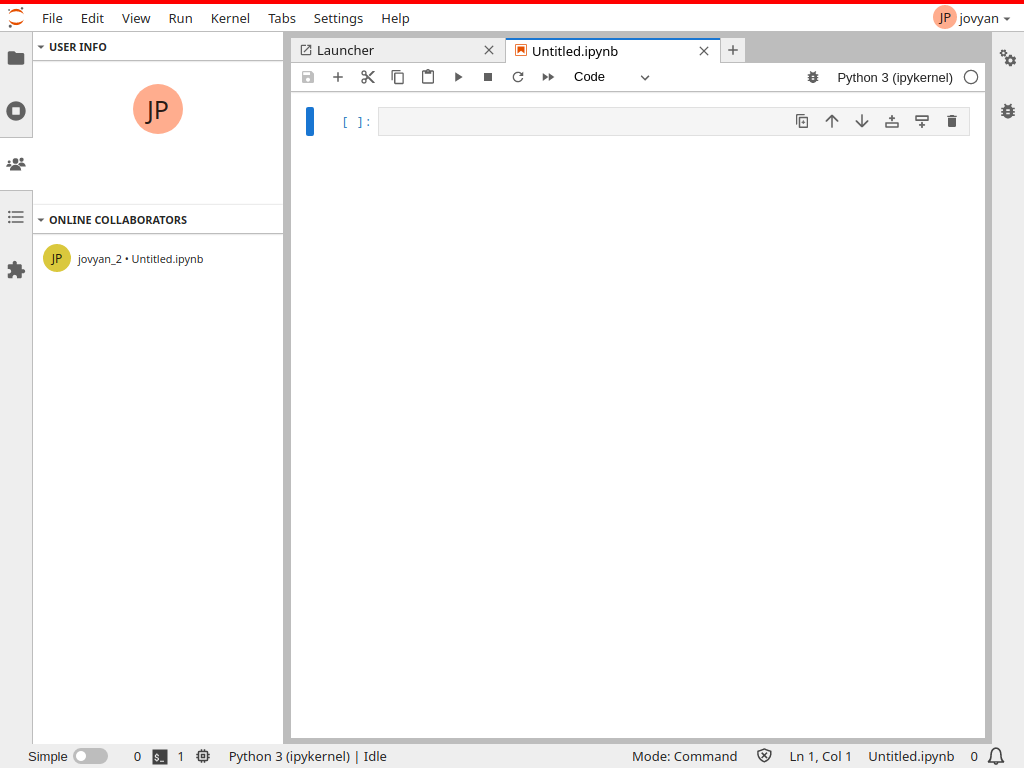 File Edit View Run Kernel Tabs Settings Help JP jovyan
USER INFO
JP
ONLINE COLLABORATORS
JP jovyan_2 • Untitled.ipynb
Launcher Untitled.ipynb
Code Python 3 (ipykernel)
[ ]:
Simple 0 $_ 1 Python 3 (ipykernel) | Idle Mode: Command Ln 1, Col 1 Untitled.ipynb 0